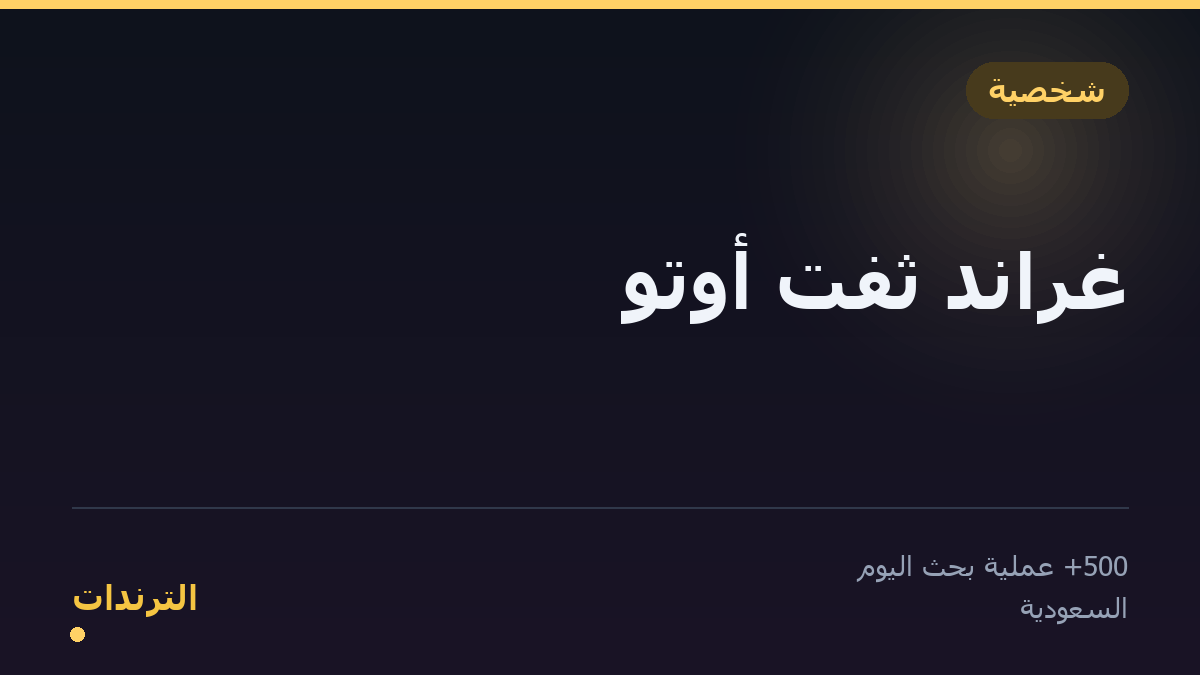 شخصية
غراند ثفت أوتو
500+ عملية بحث اليوم
السعودية
الترندات